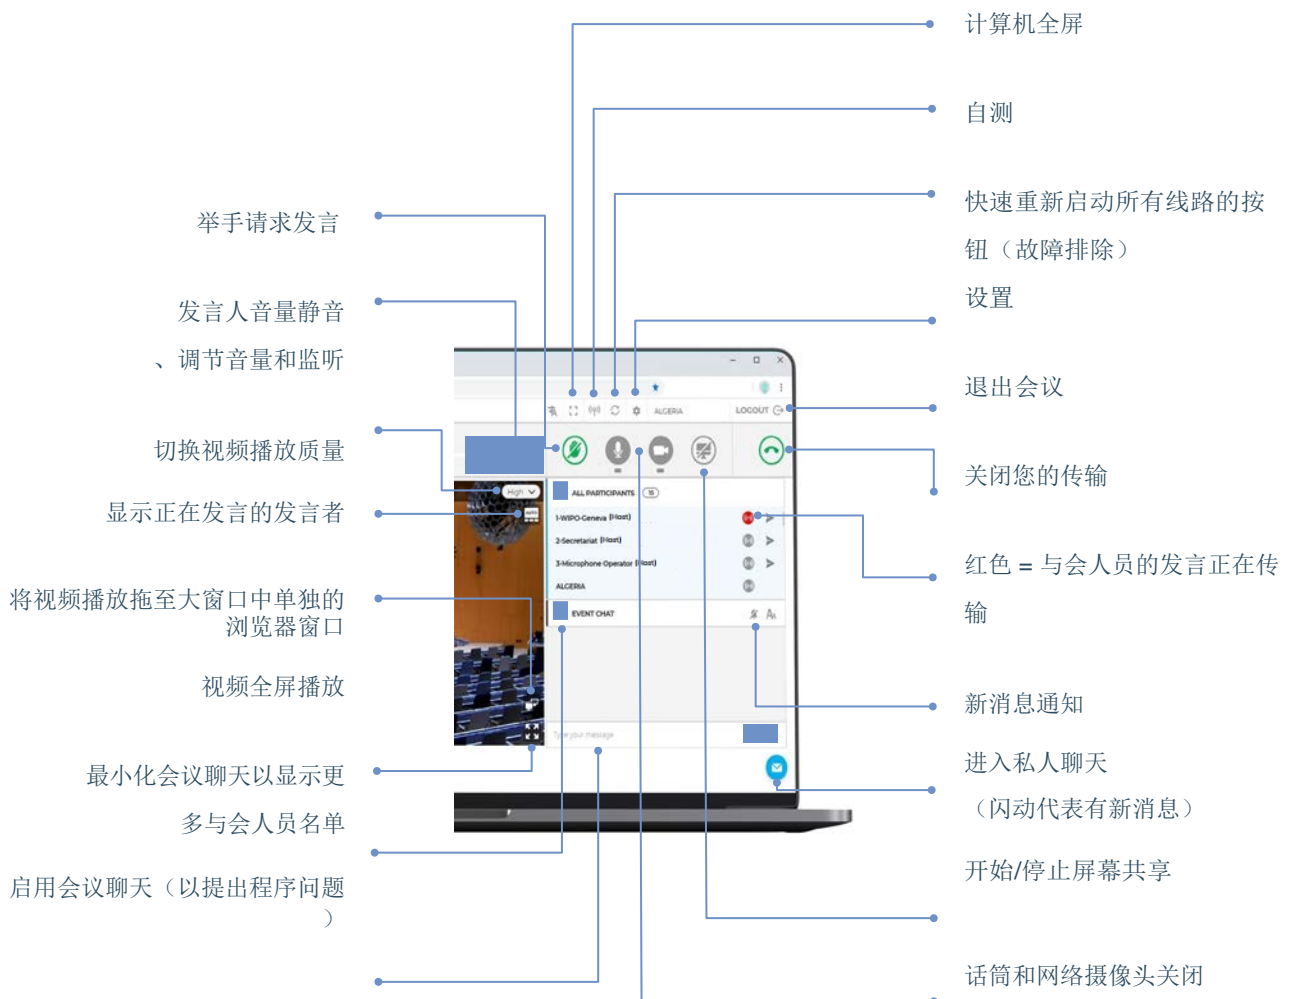 计算机全屏
自测
快速重新启动所有线路的按
钮（故障排除）
设置
退出会议
关闭您的传输
红色 = 与会人员的发言正在传
输
新消息通知
进入私人聊天
（闪动代表有新消息）
开始/停止屏幕共享
话筒和网络摄像头关闭
举手请求发言
发言人音量静音
、调节音量和监听
切换视频播放质量
显示正在发言的发言者
将视频播放拖至大窗口中单独的
浏览器窗口
视频全屏播放
最小化会议聊天以显示更
多与会人员名单
启用会议聊天（以提出程序问题
）
ALGERIA
LOGOUT
High
AUTO
ALL PARTICIPANTS 16
1-WIPO-Geneva (Host)
2-Secretariat (Host)
3-Microphone Operator (Host)
ALGERIA
EVENT CHAT
Type your message